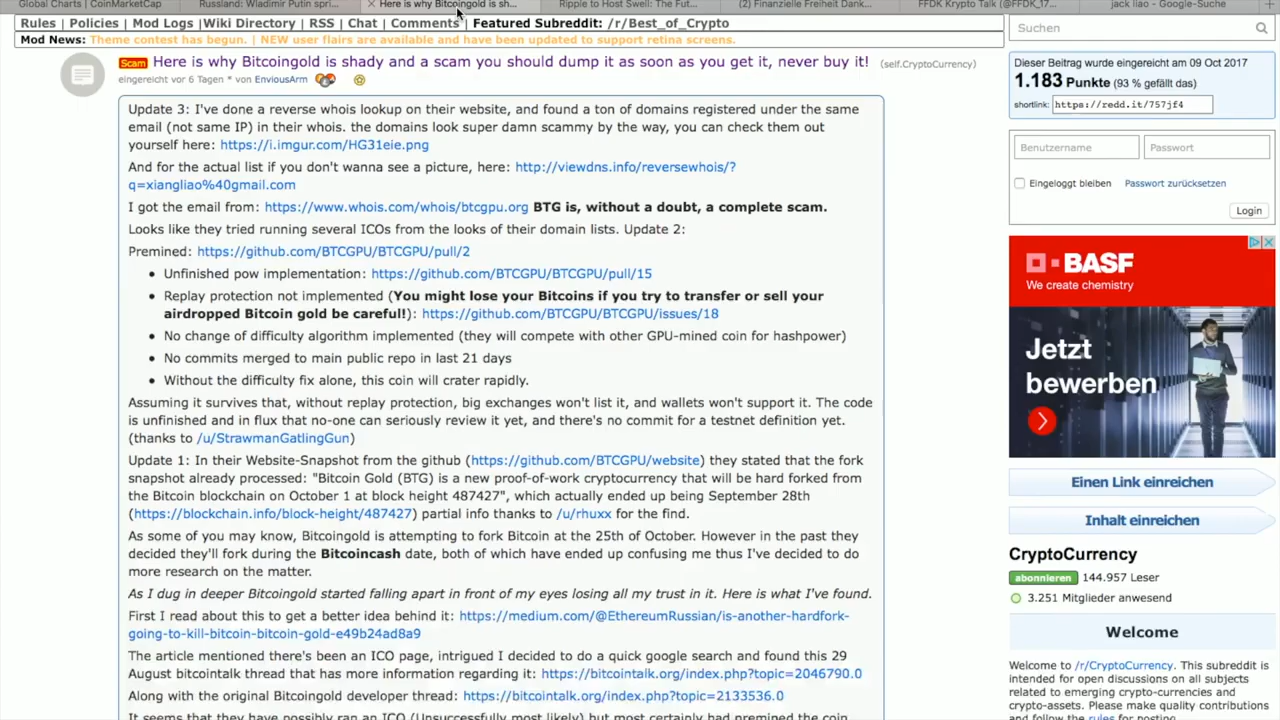 Global Charts | CoinMarketCap
Russland: Wladimir Putin spri...
Here is why Bitcoingold is sh...
Ripple to Host Swell: The Fut...
(2) Finanzielle Freiheit Dank...
FFDK Krypto Talk (@FFDK_17...
jack liao - Google-Suche
Rules | Policies | Mod Logs |Wiki Directory | RSS | Chat | Comments | Featured Subreddit: /r/Best_of_Crypto
Mod News: Theme contest has begun. | NEW user flairs are available and have been updated to support retina screens.
Scam Here is why Bitcoingold is shady and a scam you should dump it as soon as you get it, never buy it! (self.CryptoCurrency)
eingereicht vor 6 Tagen * von EnviousArm
Update 3: I've done a reverse whois lookup on their website, and found a ton of domains registered under the same
email (not same IP) in their whois. the domains look super damn scammy by the way, you can check them out
yourself here: https://i.imgur.com/HG31eie.png
And for the actual list if you don't wanna see a picture, here: http://viewdns.info/reversewhois/?
q=xiangliao%40gmail.com
I got the email from: https://www.whois.com/whois/btcgpu.org BTG is, without a doubt, a complete scam.
Looks like they tried running several ICOs from the looks of their domain lists. Update 2:
Premined: https://github.com/BTCGPU/BTCGPU/pull/2
• Unfinished pow implementation: https://github.com/BTCGPU/BTCGPU/pull/15
• Replay protection not implemented (You might lose your Bitcoins if you try to transfer or sell your
airdropped Bitcoin gold be careful!): https://github.com/BTCGPU/BTCGPU/issues/18
• No change of difficulty algorithm implemented (they will compete with other GPU-mined coin for hashpower)
• No commits merged to main public repo in last 21 days
• Without the difficulty fix alone, this coin will crater rapidly.
Assuming it survives that, without replay protection, big exchanges won't list it, and wallets won't support it. The code
is unfinished and in flux that no-one can seriously review it yet, and there's no commit for a testnet definition yet.
(thanks to /u/StrawmanGatlingGun)
Update 1: In their Website-Snapshot from the github (https://github.com/BTCGPU/website) they stated that the fork
snapshot already processed: "Bitcoin Gold (BTG) is a new proof-of-work cryptocurrency that will be hard forked from
the Bitcoin blockchain on October 1 at block height 487427", which actually ended up being September 28th
(https://blockchain.info/block-height/487427) partial info thanks to /u/rhuxx for the find.
As some of you may know, Bitcoingold is attempting to fork Bitcoin at the 25th of October. However in the past they
decided they'll fork during the Bitcoincash date, both of which have ended up confusing me thus I've decided to do
more research on the matter.
As I dug in deeper Bitcoingold started falling apart in front of my eyes losing all my trust in it. Here is what I've found.
First I read about this to get a better idea behind it: https://medium.com/@EthereumRussian/is-another-hardfork-
going-to-kill-bitcoin-bitcoin-gold-e49b24ad8a9
The article mentioned there's been an ICO page, intrigued I decided to do a quick google search and found this 29
August bitcointalk thread that has more information regarding it: https://bitcointalk.org/index.php?topic=2046790.0
Along with the original Bitcoingold developer thread: https://bitcointalk.org/index.php?topic=2133536.0
It seems that they have possibly ran an ICO (Unsuccessfully most likely) but most certainly had premined the coin
Suchen
Dieser Beitrag wurde eingereicht am 09 Oct 2017
1.183 Punkte (93 % gefällt das)
shortlink: https://redd.it/757jf4
Benutzername
Passwort
Eingeloggt bleiben
Passwort zurücksetzen
Login
BASF
We create chemistry
Jetzt
bewerben
Einen Link einreichen
Inhalt einreichen
CryptoCurrency
abonnieren 144.957 Leser
3.251 Mitglieder anwesend
Welcome
Welcome to /r/CryptoCurrency. This subreddit is
intended for open discussions on all subjects
related to emerging crypto-currencies and
crypto-assets. Please make quality contributions
and follow the rules for posting.